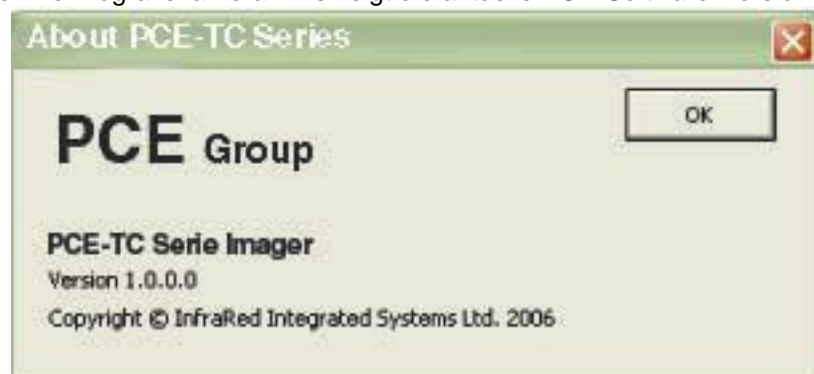 About PCE-TC Series
OK
PCE Group
PCE-TC Serie Imager
Version 1.0.0.0
Copyright © InfraRed Integrated Systems Ltd. 2006